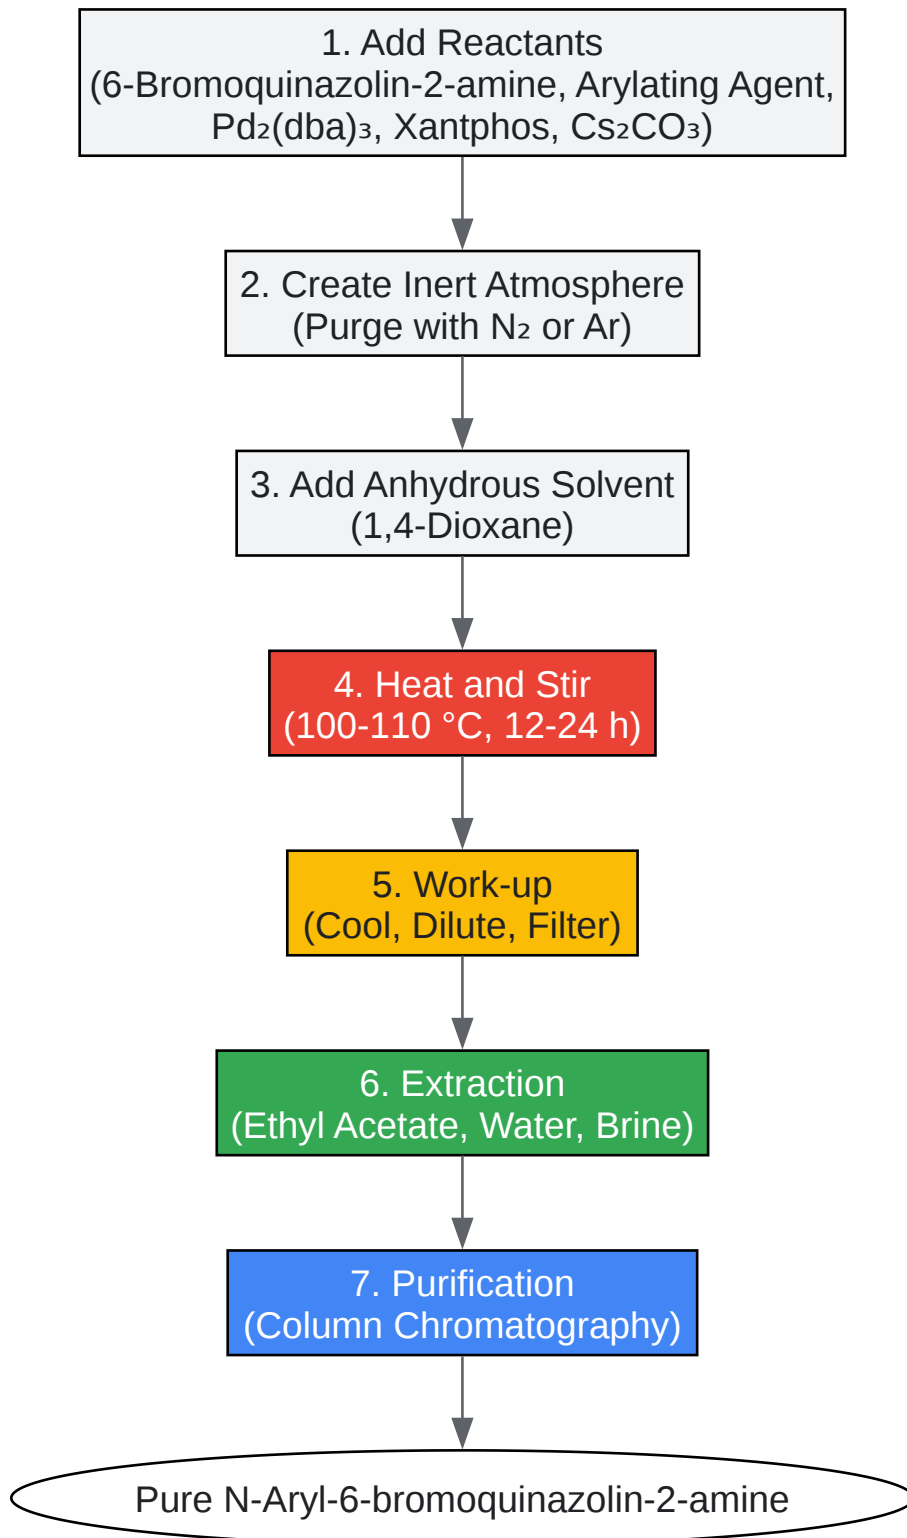 1. Add Reactants
(6-Bromoquinazolin-2-amine, Arylating Agent,
Pd₂(dba)₃, Xantphos, Cs₂CO₃)
2. Create Inert Atmosphere
(Purge with N₂ or Ar)
3. Add Anhydrous Solvent
(1,4-Dioxane)
4. Heat and Stir
(100-110 °C, 12-24 h)
5. Work-up
(Cool, Dilute, Filter)
6. Extraction
(Ethyl Acetate, Water, Brine)
7. Purification
(Column Chromatography)
Pure N-Aryl-6-bromoquinazolin-2-amine